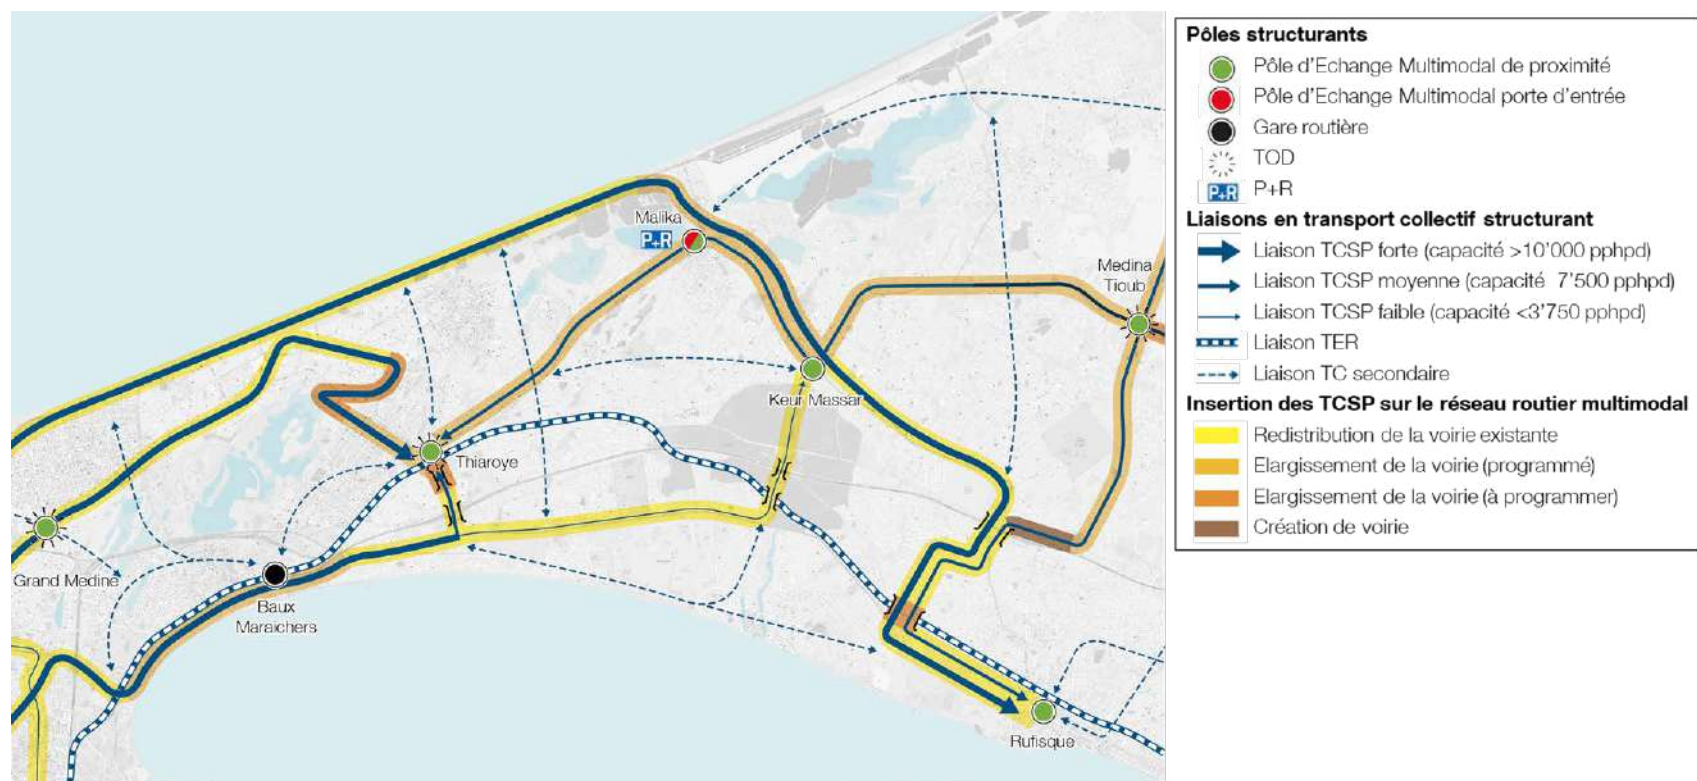 Malika
P+R
Medina
Tioub
Keur Massar
Thiaroye
Grand Medine
Baux
Maraichers
Rufisque
Pôles structurants
Pôle d'Echange Multimodal de proximité
Pôle d'Echange Multimodal porte d'entrée
Gare routière
TOD
P+R P+R
Liaisons en transport collectif structurant
Liaison TCSP forte (capacité >10'000 pphpd)
Liaison TCSP moyenne (capacité 7'500 pphpd)
Liaison TCSP faible (capacité <3'750 pphpd)
Liaison TER
Liaison TC secondaire
Insertion des TCSP sur le réseau routier multimodal
Redistribution de la voirie existante
Elargissement de la voirie (programmé)
Elargissement de la voirie (à programmer)
Création de voirie